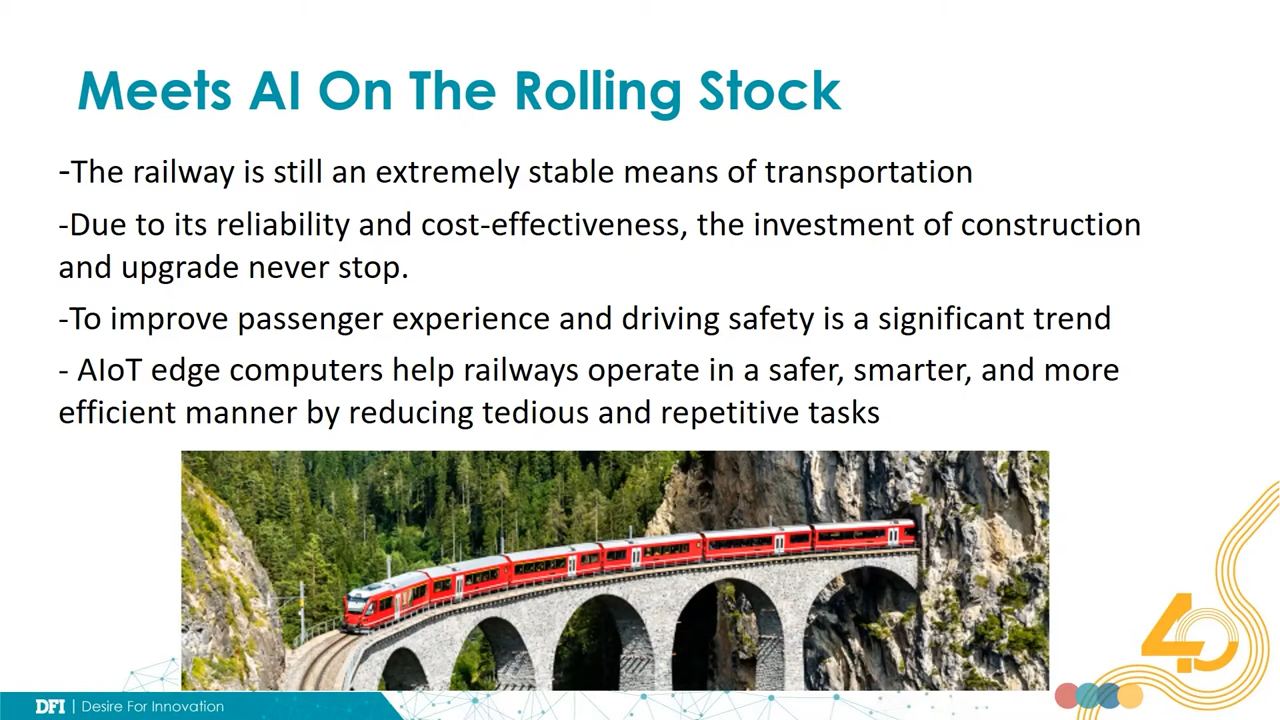 Meets AI On The Rolling Stock
-The railway is still an extremely stable means of transportation
-Due to its reliability and cost-effectiveness, the investment of construction
and upgrade never stop.
-To improve passenger experience and driving safety is a significant trend
- AIoT edge computers help railways operate in a safer, smarter, and more
efficient manner by reducing tedious and repetitive tasks
40
DFI | Desire For Innovation